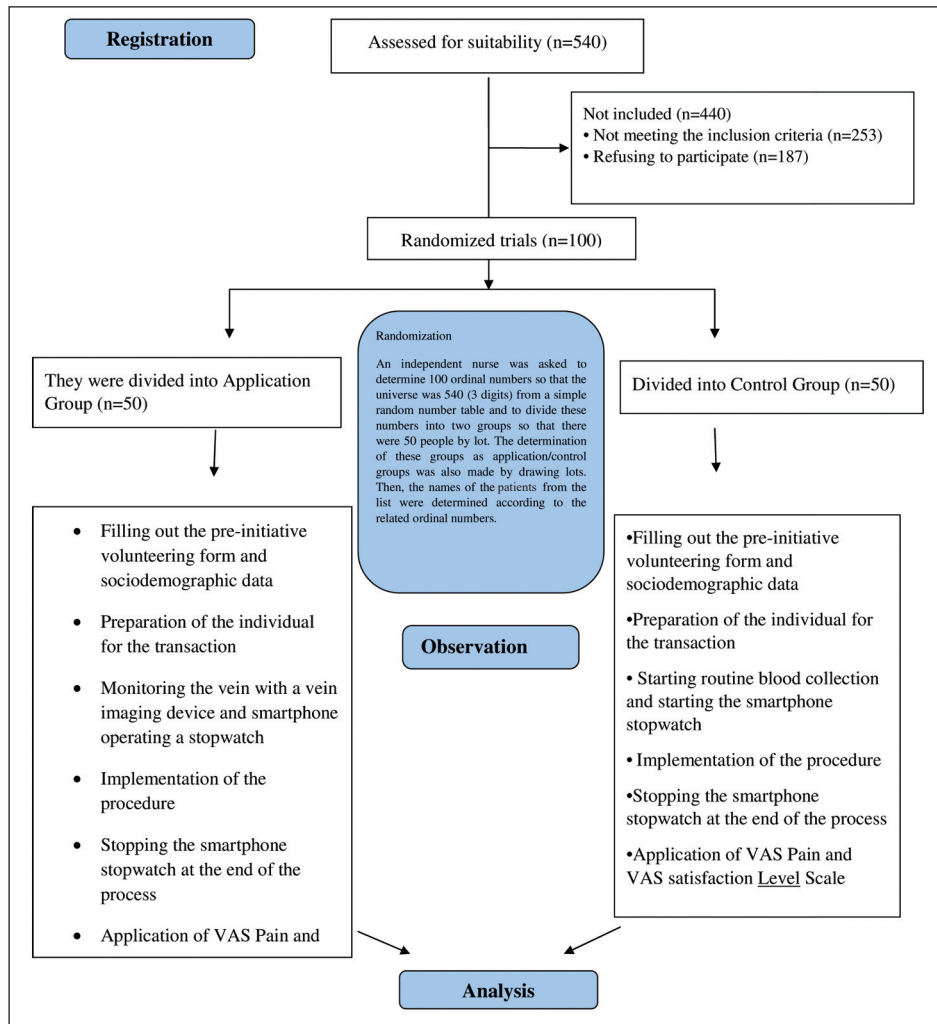 Registration
Assessed for suitability (n=540)
Not included (n=440)
• Not meeting the inclusion criteria (n=253)
• Refusing to participate (n=187)
Randomized trials (n=100)
They were divided into Application
Group (n=50)
Randomization
An independent nurse was asked to
determine 100 ordinal numbers so that the
universe was 540 (3 digits) from a simple
random number table and to divide these
numbers into two groups so that there
were 50 people by lot. The determination
of these groups as application/control
groups was also made by drawing lots.
Then, the names of the patients from the
list were determined according to the
related ordinal numbers.
Divided into Control Group (n=50)
• Filling out the pre-initiative
volunteering form and
sociodemographic data
• Preparation of the individual
for the transaction
• Monitoring the vein with a vein
imaging device and smartphone
operating a stopwatch
• Implementation of the
procedure
• Stopping the smartphone
stopwatch at the end of the
process
• Application of VAS Pain and
Observation
•Filling out the pre-initiative
volunteering form and
sociodemographic data
•Preparation of the individual for
the transaction
• Starting routine blood collection
and starting the smartphone
stopwatch
• Implementation of the procedure
•Stopping the smartphone
stopwatch at the end of the process
•Application of VAS Pain and
VAS satisfaction Level Scale
Analysis